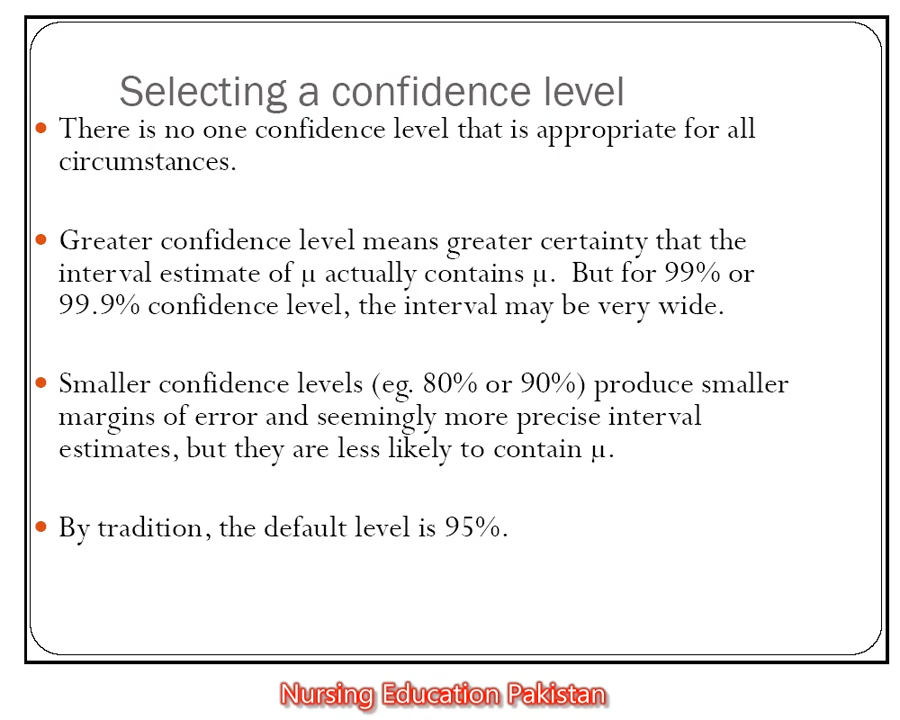 Selecting a confidence level
• There is no one confidence level that is appropriate for all
circumstances.
• Greater confidence level means greater certainty that the
interval estimate of µ actually contains µ.  But for 99% or
99.9% confidence level, the interval may be very wide.
• Smaller confidence levels (eg. 80% or 90%) produce smaller
margins of error and seemingly more precise interval
estimates, but they are less likely to contain µ.
• By tradition, the default level is 95%.
Nursing Education Pakistan